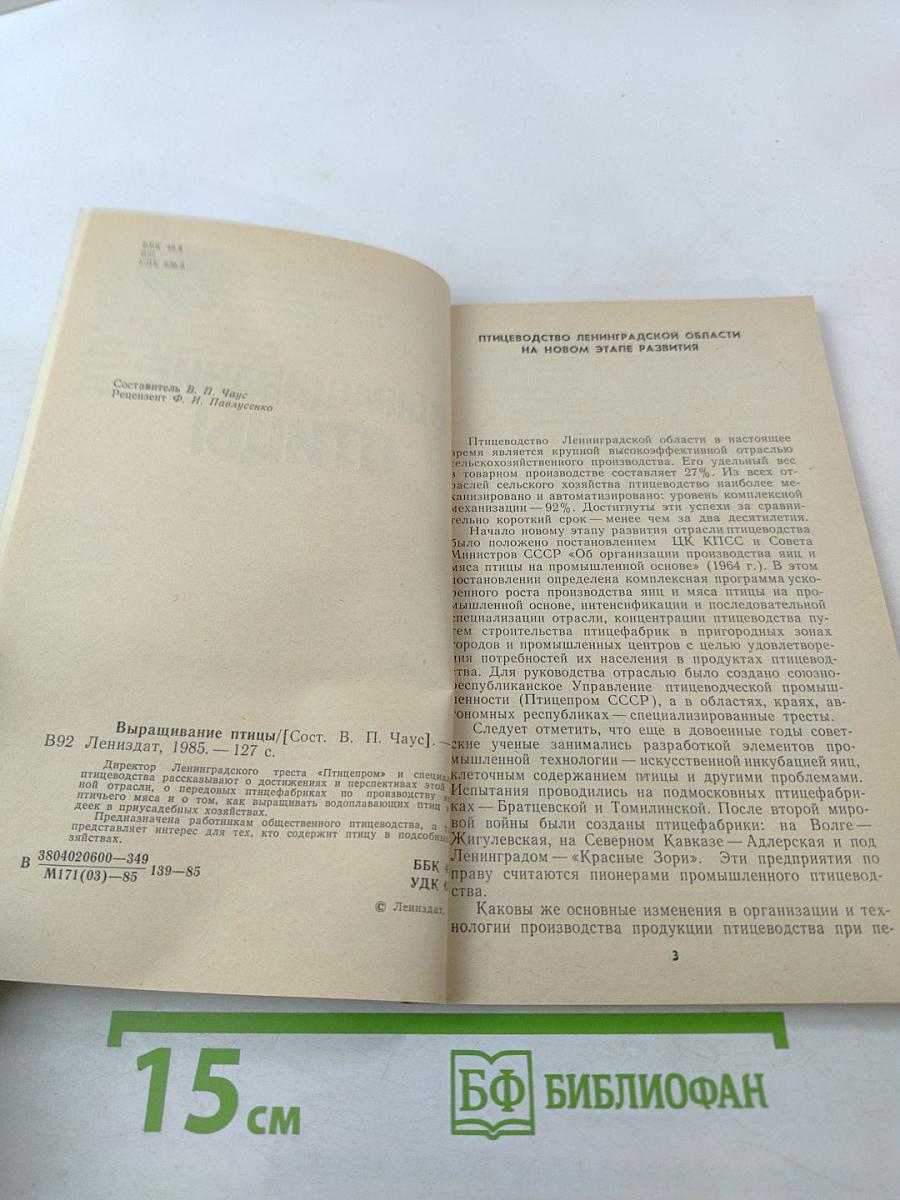 ББК
УДК
Составитель В. П. Чаус
Рецензент Ф. И. Павлусенко
Выращивание птицы/[Сост. В. П. Чаус].—
В92 Лениздат, 1985.— 127 с.
Директор Ленинградского треста «Птицепром» и
птицеводства рассказывают о достижениях и перспективах этой
ной отрасли, о передовых птицефабриках по производству
птичьего мяса и о том, как выращивать водоплавающих птиц
деек в приусадебных хозяйствах.
Предназначена работникам общественного птицеводства, а
представляет интерес для тех, кто содержит птицу в подсобных
зяйствах.
В 3804020600—349
М171(03)—85 139—85
ББК
УДК
© Лениздат,
ПТИЦЕВОДСТВО ЛЕНИНГРАДСКОЙ ОБЛАСТИ
НА НОВОМ ЭТАПЕ РАЗВИТИЯ
Птицеводство Ленинградской области в настоящее
время является крупной высокоэффективной отраслью
сельскохозяйственного производства. Его удельный вес
в товарном производстве составляет 27%. Из всех от-
раслей сельского хозяйства птицеводство наиболее ме-
ханизировано и автоматизировано: уровень комплексной
механизации — 92%. Достигнуты эти успехи за сравни-
тельно короткий срок — менее чем за два десятилетия.
Начало новому этапу развития отрасли птицеводства
было положено постановлением ЦК КПСС и Совета
Министров СССР «Об организации производства яиц и
мяса птицы на промышленной основе» (1964 г.). В этом
постановлении определена комплексная программа уско-
ренного роста производства яиц и мяса птицы на про-
мышленной основе, интенсификации и последовательной
специализации отрасли, концентрации птицеводства пу-
тем строительства птицефабрик в пригородных зонах
городов и промышленных центров с целью удовлетворе-
ния потребностей их населения в продуктах птицевод-
ства. Для руководства отраслью было создано союзно-
республиканское Управление птицеводческой промыш-
ленности (Птицепром СССР), а в областях, краях, ав-
тономных республиках — специализированные тресты.
Следует отметить, что еще в довоенные годы совет-
ские ученые занимались разработкой элементов про-
мышленной технологии — искусственной инкубацией яиц,
клеточным содержанием птицы и другими проблемами.
Испытания проводились на подмосковных птицефабри-
ках — Братцевской и Томилинской. После второй миро-
вой войны были созданы птицефабрики: на Волге —
Жигулевская, на Северном Кавказе — Адлерская и под
Ленинградом — «Красные Зори». Эти предприятия по
праву считаются пионерами промышленного птицевод-
ства.
Каковы же основные изменения в организации и тех-
нологии производства продукции птицеводства при пе-
3
15 см
БФ БИБЛИОФАН